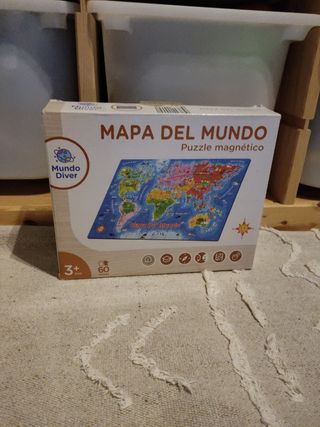 MAPA DEL MUNDO
Puzzle magnético
Mundo
Diver
3+
60